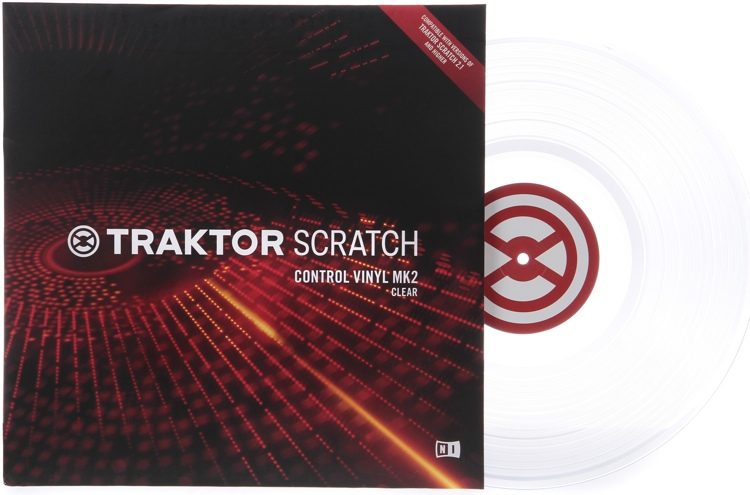 COMPATIBLE WITH VERSIONS OF
TRAKTOR SCRATCH 2.1
AND HIGHER
TRAKTOR SCRATCH
CONTROL VINYL MK2
CLEAR
NI